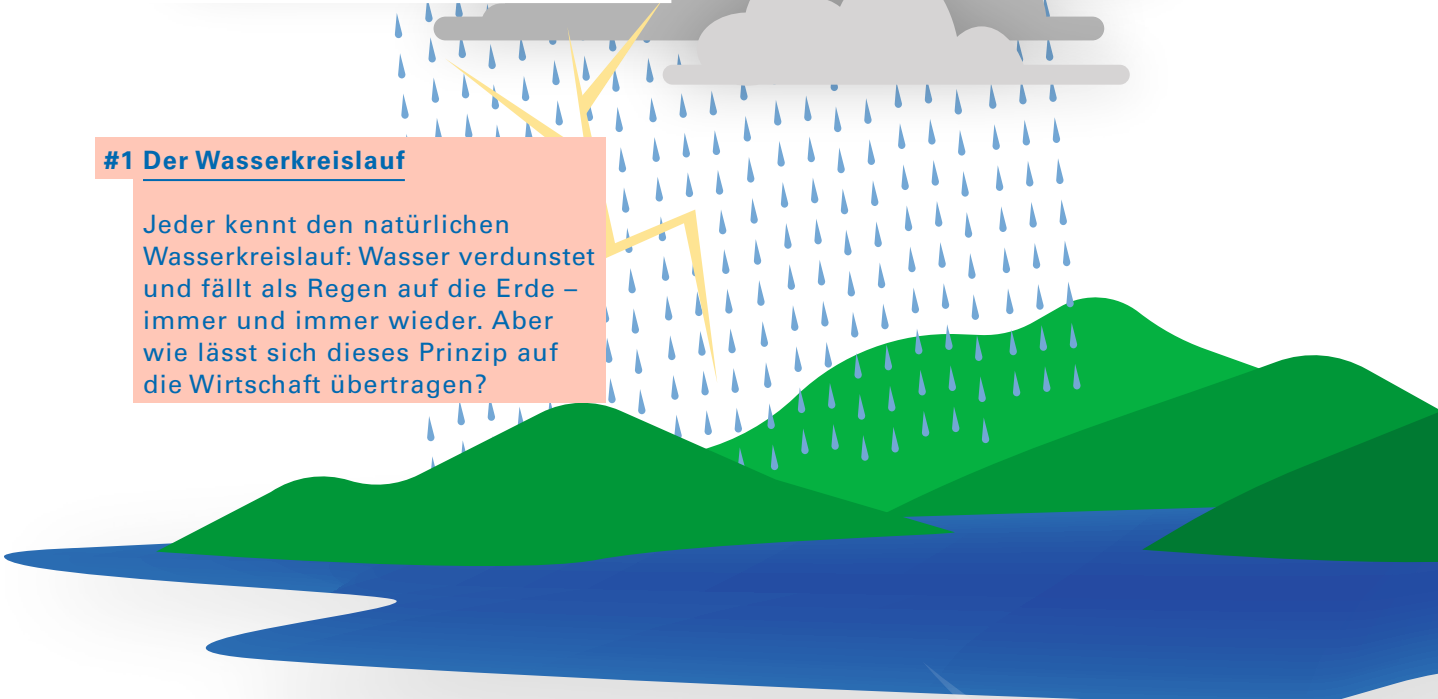 #1 Der Wasserkreislauf
Jeder kennt den natürlichen
Wasserkreislauf: Wasser verdunstet
und fällt als Regen auf die Erde –
immer und immer wieder. Aber
wie lässt sich dieses Prinzip auf
die Wirtschaft übertragen?